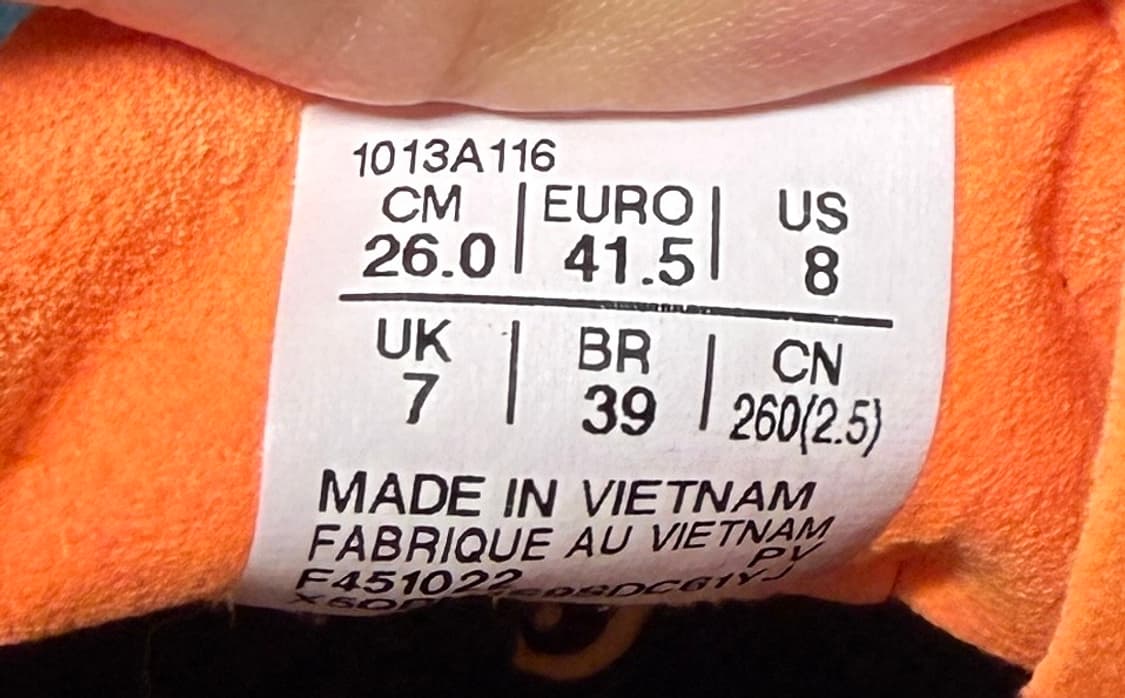 1013A116
CM | EURO | US
26.0 | 41.5 | 8
UK | BR | CN
7 | 39 | 260(2.5)
MADE IN VIETNAM
FABRIQUE AU VIETNAM
PV
F451022